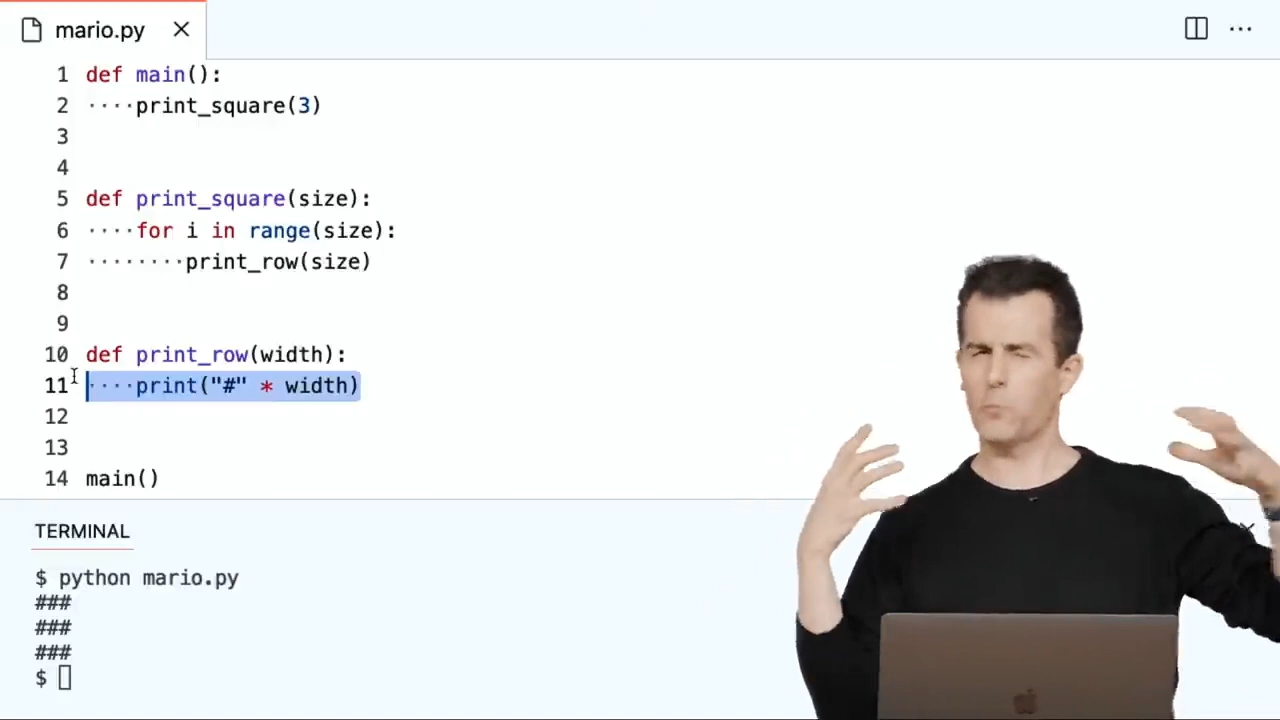 mario.py
1 def main():
2 ····print_square(3)
3
4
5 def print_square(size):
6 ····for i in range(size):
7 ········print_row(size)
8
9
10 def print_row(width):
11 ····print("#" * width)
12
13
14 main()
TERMINAL
$ python mario.py
###
###
###
$